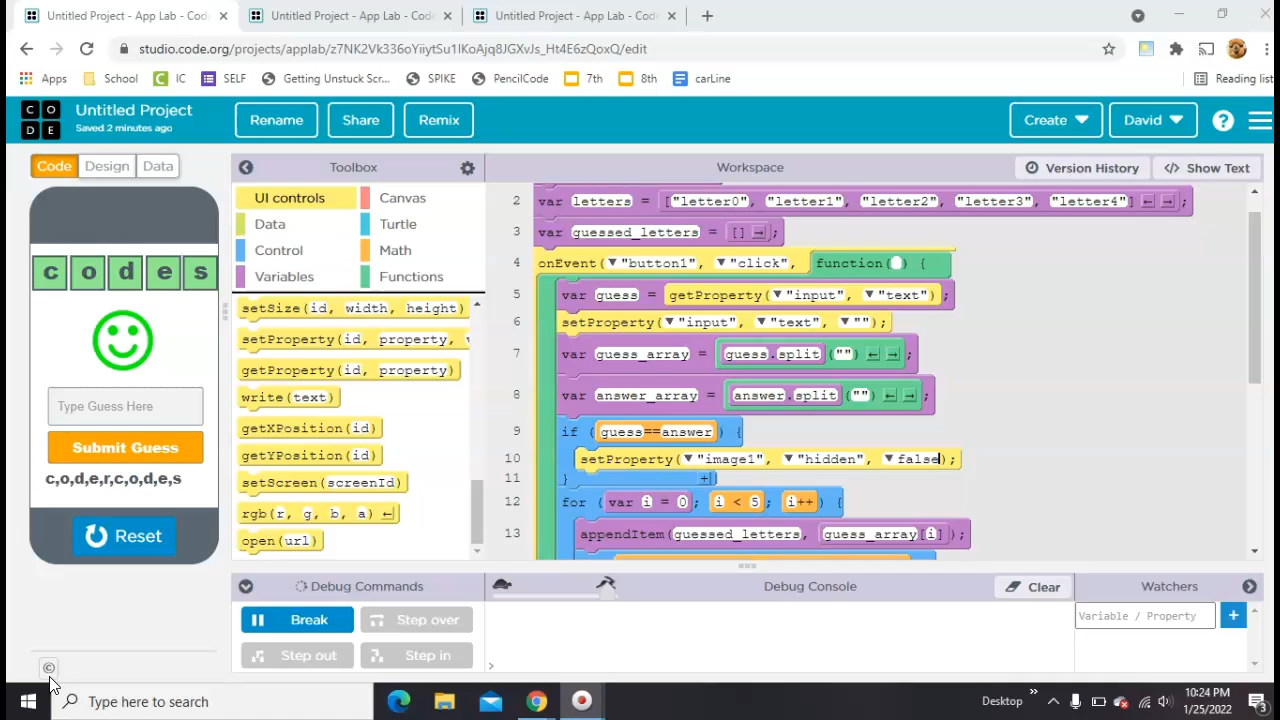 Untitled Project - App Lab - Code × Untitled Project - App Lab - Code × Untitled Project - App Lab - Code × +
studio.code.org/projects/applab/z7NK2Vk336oYiiytSu1IKoAjq8JGXvJs_Ht4E6zQoxQ/edit
Apps School IC SELF Getting Unstuck Scr... SPIKE PencilCode 7th 8th carLine Reading list
C O D E
Untitled Project
Saved 2 minutes ago
Rename Share Remix Create David ?
Code Design Data Toolbox Workspace Version History </> Show Text
UI controls Canvas
Data Turtle
Control Math
Variables Functions
setSize(id, width, height)
setProperty(id, property,
getProperty(id, property)
write(text)
getXPosition(id)
getYPosition(id)
setScreen(screenId)
rgb(r, g, b, a)
open(url)
c o d e s
Type Guess Here
Submit Guess
c,o,d,e,r,c,o,d,e,s
Reset
2 var letters = ["letter0", "letter1", "letter2", "letter3", "letter4"];
3 var guessed_letters = [];
4 onEvent("button1", "click", function() {
5 var guess = getProperty("input", "text");
6 setProperty("input", "text", "");
7 var guess_array = guess.split("");
8 var answer_array = answer.split("");
9 if (guess==answer) {
10 setProperty("image1", "hidden", false);
11 }
12 for (var i = 0; i < 5; i++) {
13 appendItem(guessed_letters, guess_array[i]);
Debug Commands Debug Console Clear Watchers
Break Step over
Step out Step in
Variable / Property +
>
©
Type here to search
Desktop »
10:24 PM
1/25/2022
3